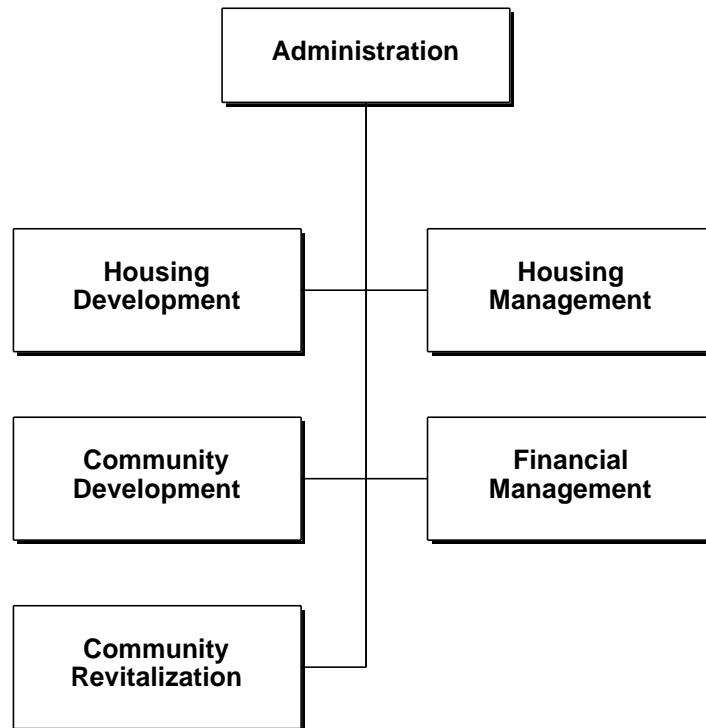 Administration
Housing
Development
Housing
Management
Community
Development
Financial
Management
Community
Revitalization